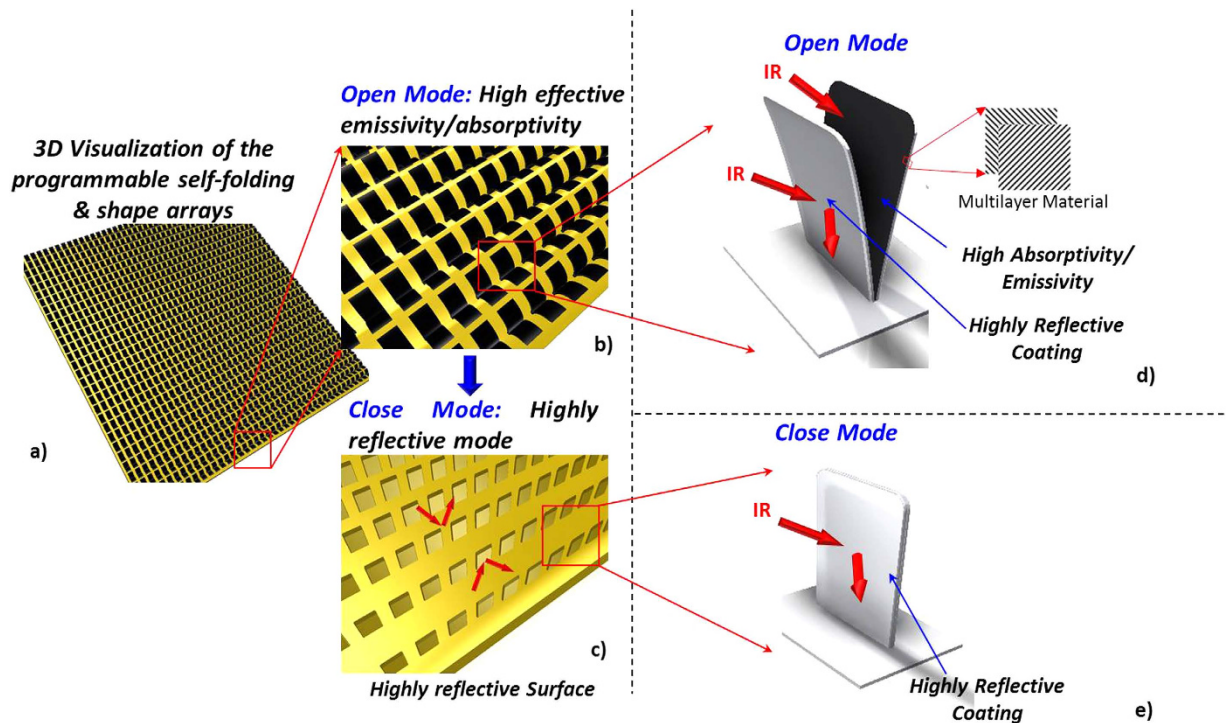 3D Visualization of the
programmable self-folding
& shape arrays
a)
Open Mode: High effective
emissivity/absorptivity
b)
Close Mode: Highly
reflective mode
c)
Highly reflective Surface
Open Mode
IR
IR
Multilayer Material
High Absorptivity/
Emissivity
Highly Reflective
Coating
d)
Close Mode
IR
Highly Reflective
Coating
e)